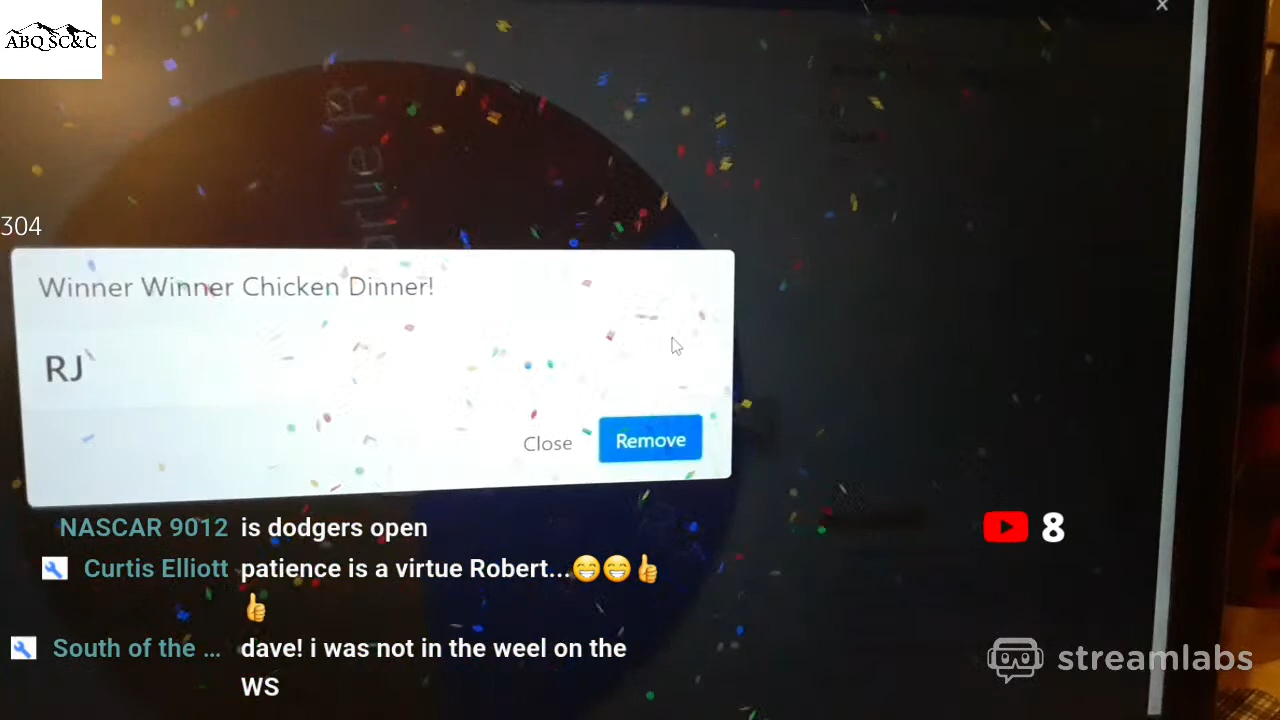 ABQ SC&C
304
Winner Winner Chicken Dinner!
RJ`
Close
Remove
NASCAR 9012 is dodgers open
Curtis Elliott patience is a virtue Robert...😁😁👍
👍
South of the ... dave! i was not in the weel on the
WS
8
streamlabs